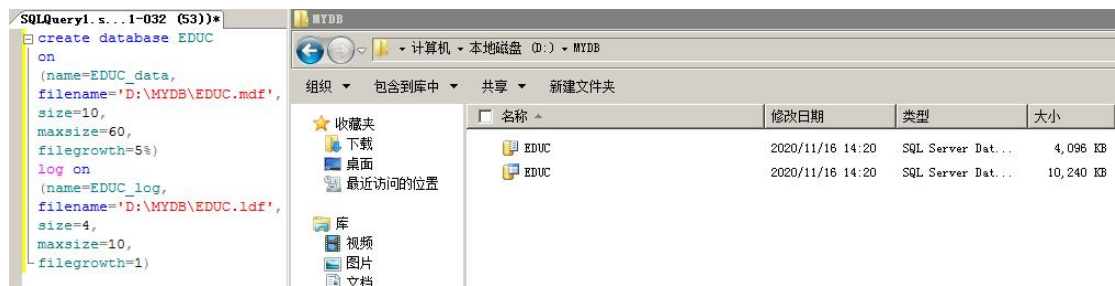 SQLQuery1.s...1-032 (53))*
create database EDUC
on
(name=EDUC_data,
filename='D:\MYDB\EDUC.mdf',
size=10,
maxsize=60,
filegrowth=5%)
log on
(name=EDUC_log,
filename='D:\MYDB\EDUC.ldf',
size=4,
maxsize=10,
filegrowth=1)
MYDB
计算机 本地磁盘 (D:) MYDB
组织 包含到库中 共享 新建文件夹
收藏夹
下载
桌面
最近访问的位置
库
视频
图片
文档
名称 修改日期 类型 大小
EDUC 2020/11/16 14:20 SQL Server Dat... 4,096 KB
EDUC 2020/11/16 14:20 SQL Server Dat... 10,240 KB